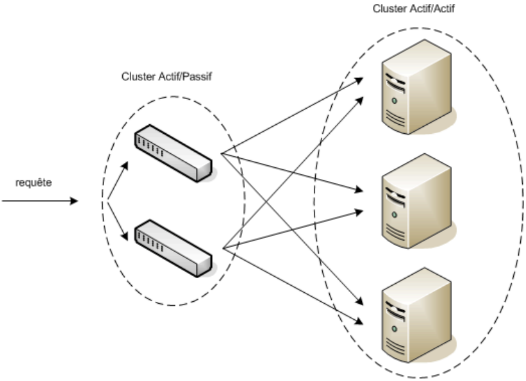 Cluster Actif/Actif
Cluster Actif/Passif
requête